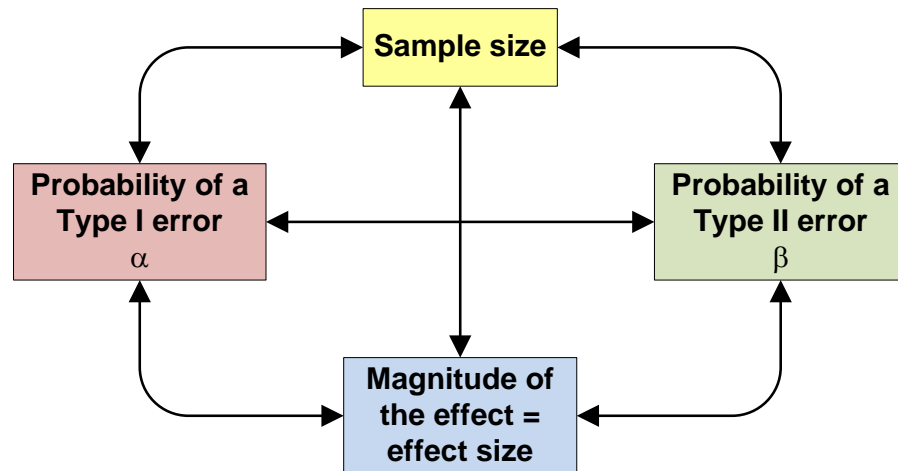 Sample size
Probability of a
Type I error
α
Probability of a
Type II error
β
Magnitude of
the effect =
effect size